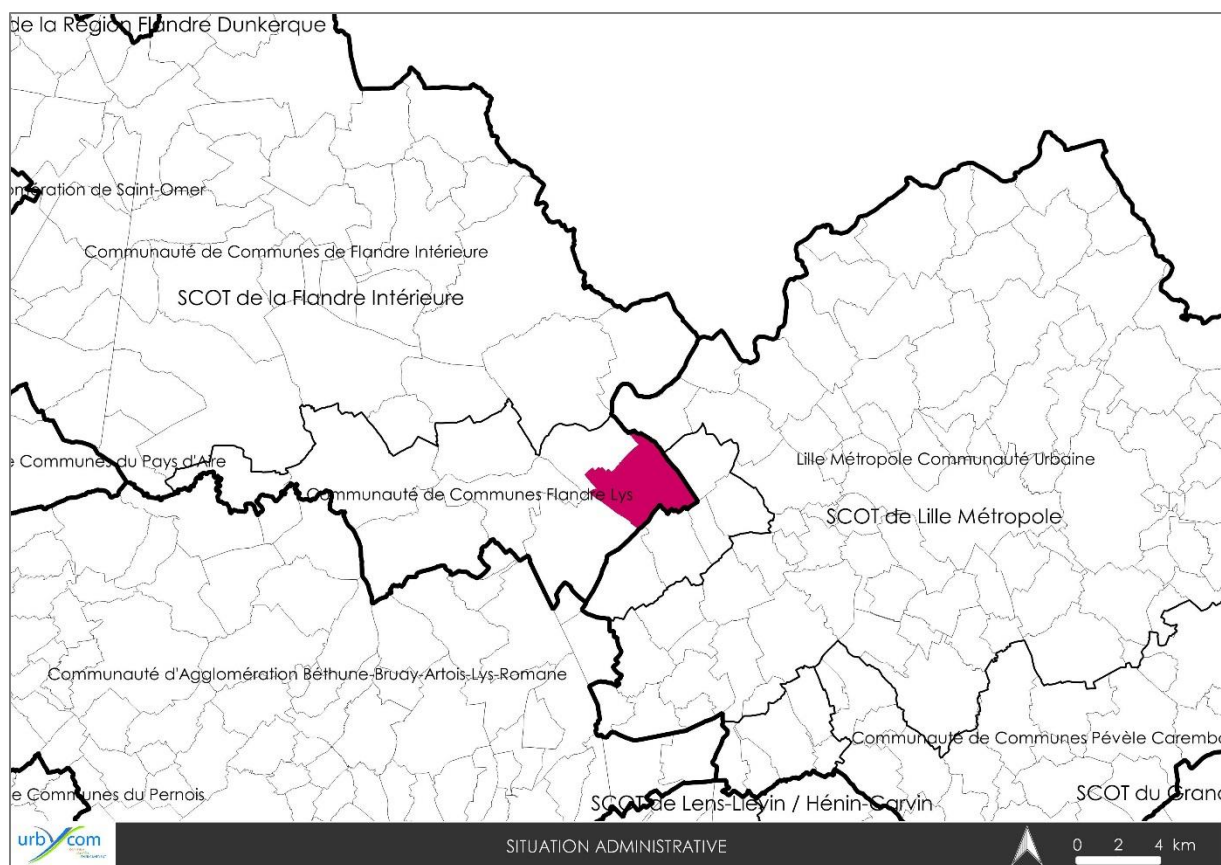 de la Région Flandre Dunkerque
omération de Saint-Omer
Communauté de Communes de Flandre Intérieure
SCOT de la Flandre Intérieure
e Communes du Pays d'Aire
Lille Métropole Communauté Urbaine
Communauté de Communes Flandre Lys
SCOT de Lille Métropole
Communauté d'Agglomération Béthune-Bruay-Artois-Lys-Romane
Communauté de Communes Pévèle Caremba
e Communes du Pernois
SCOT de Lens-Liévin / Hénin-Carvin
SCOT du Grand
urbycom
SITUATION ADMINISTRATIVE
0 2 4 km